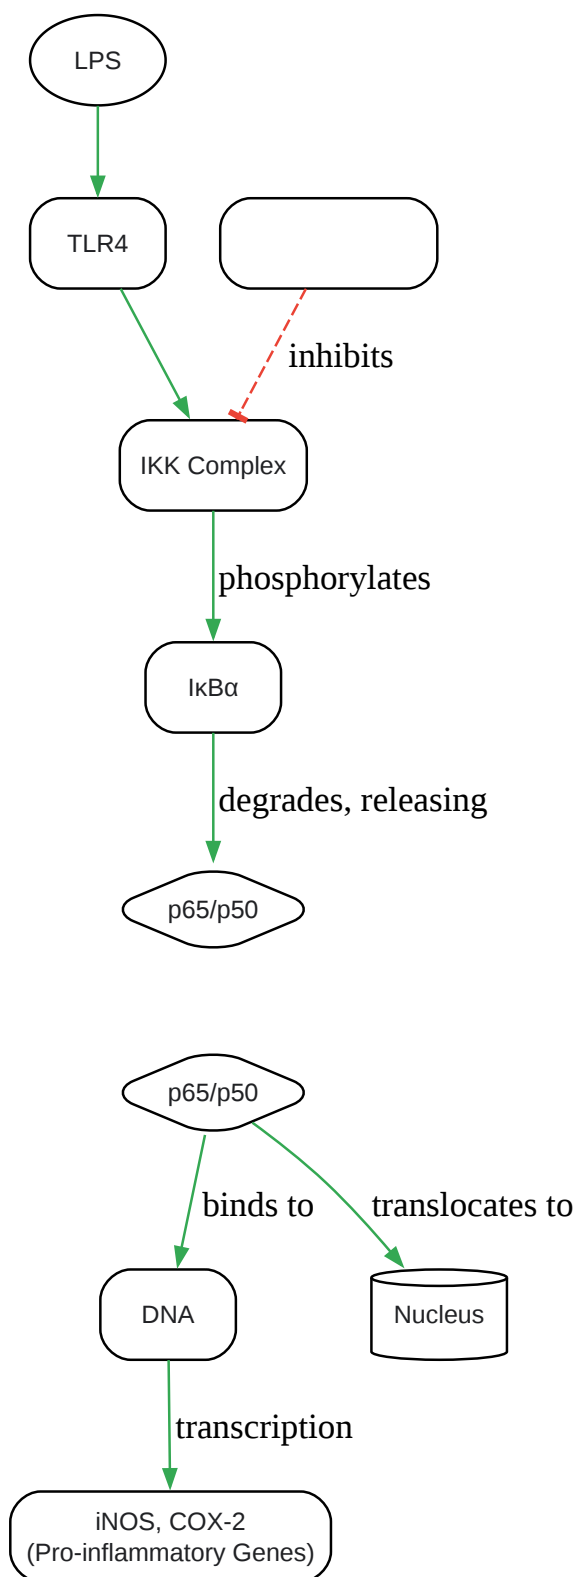 LPS
TLR4
inhibits
IKK Complex
phosphorylates
IκBα
degrades, releasing
p65/p50
p65/p50
binds to
translocates to
DNA
Nucleus
transcription
iNOS, COX-2
(Pro-inflammatory Genes)